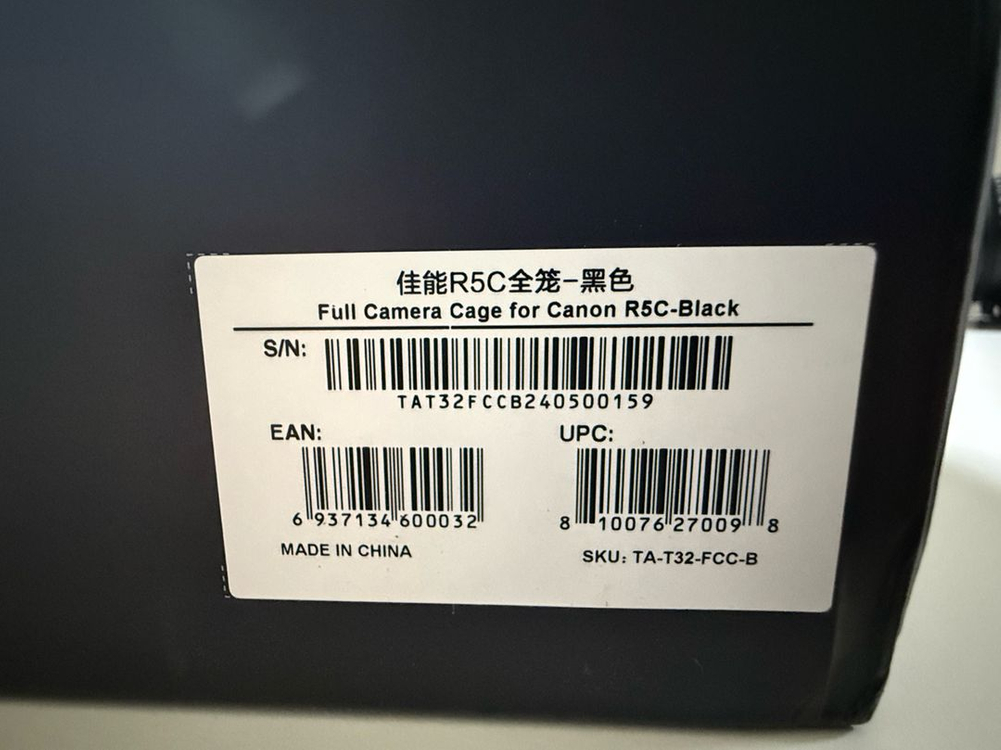 佳能R5C全笼-黑色
Full Camera Cage for Canon R5C-Black
S/N:
TAT32FCCB240500159
EAN: UPC:
6 937134 600032 8 10076 27009 8
MADE IN CHINA SKU: TA-T32-FCC-B